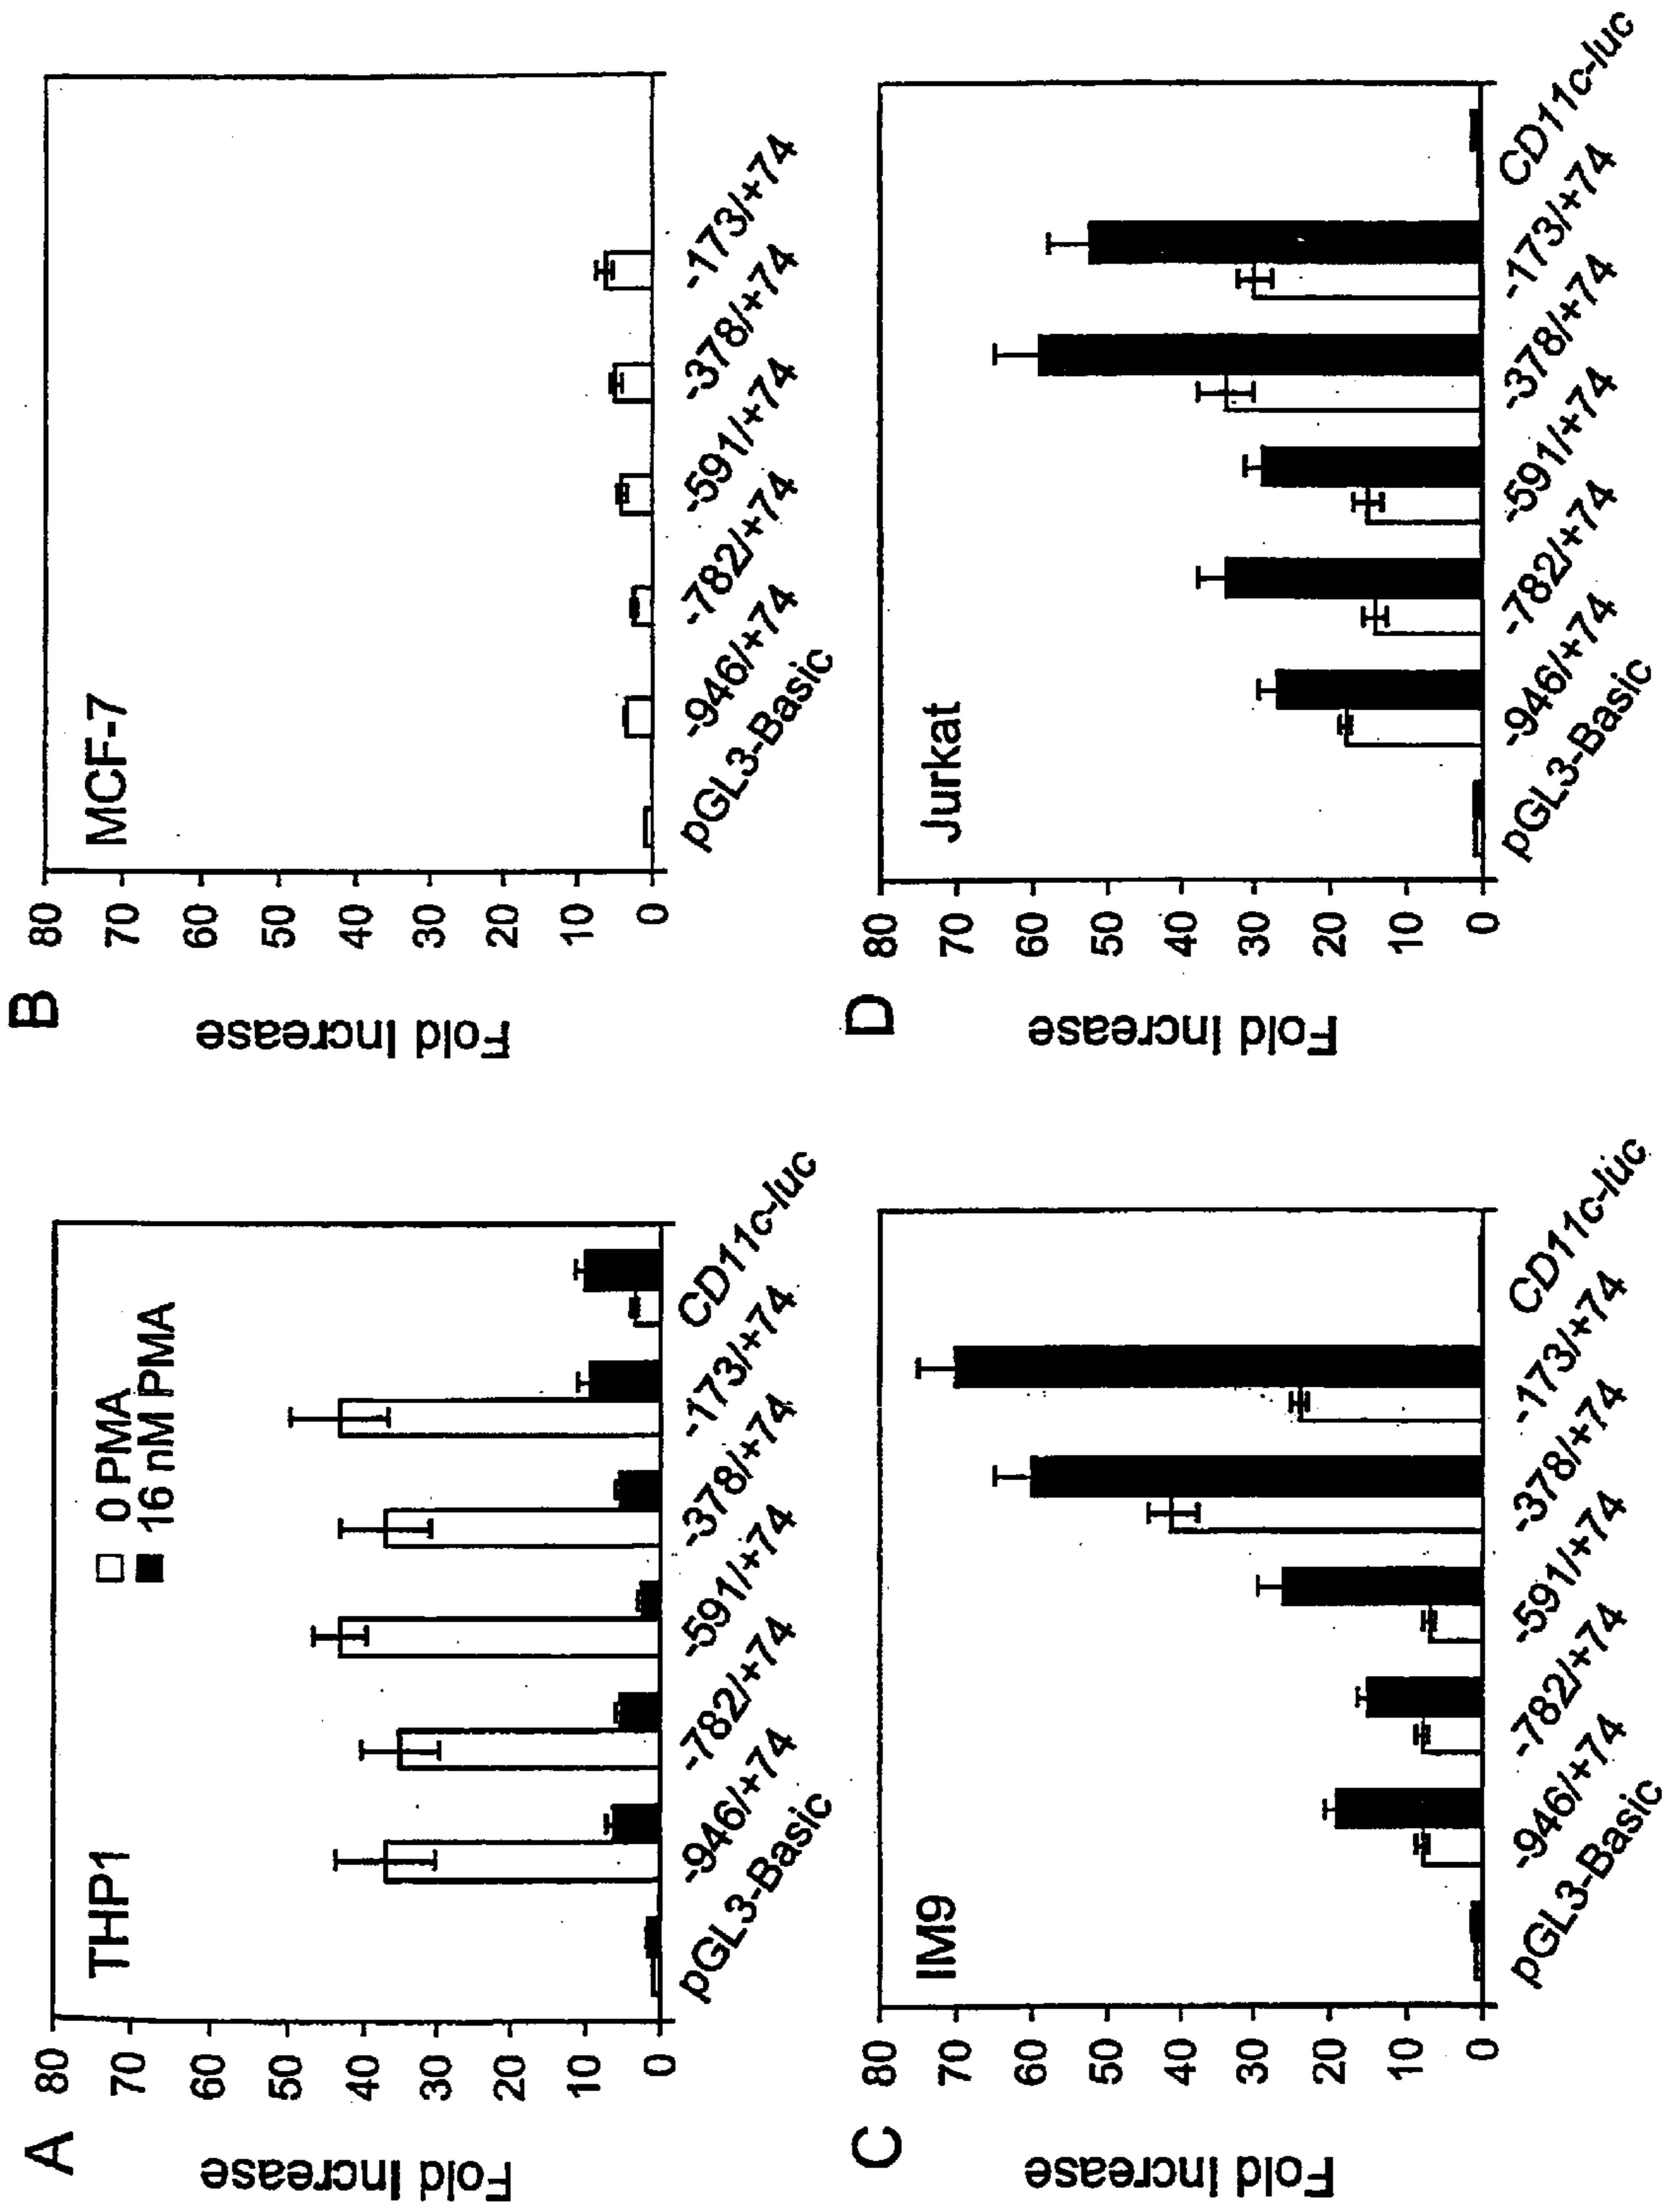 A
Fold Increase
80
70
60
50
40
30
20
10
0
THP1
0 PMA
16 nM PMA
pGL3-Basic
-946/+74
-782/+74
-591/+74
-378/+74
-173/+74
CD11c-luc
B
Fold Increase
80
70
60
50
40
30
20
10
0
MCF-7
pGL3-Basic
-946/+74
-782/+74
-591/+74
-378/+74
-173/+74
C
Fold Increase
80
70
60
50
40
30
20
10
0
IM9
pGL3-Basic
-946/+74
-782/+74
-591/+74
-378/+74
-173/+74
CD11c-luc
D
Fold Increase
80
70
60
50
40
30
20
10
0
Jurkat
pGL3-Basic
-946/+74
-782/+74
-591/+74
-378/+74
-173/+74
CD11c-luc